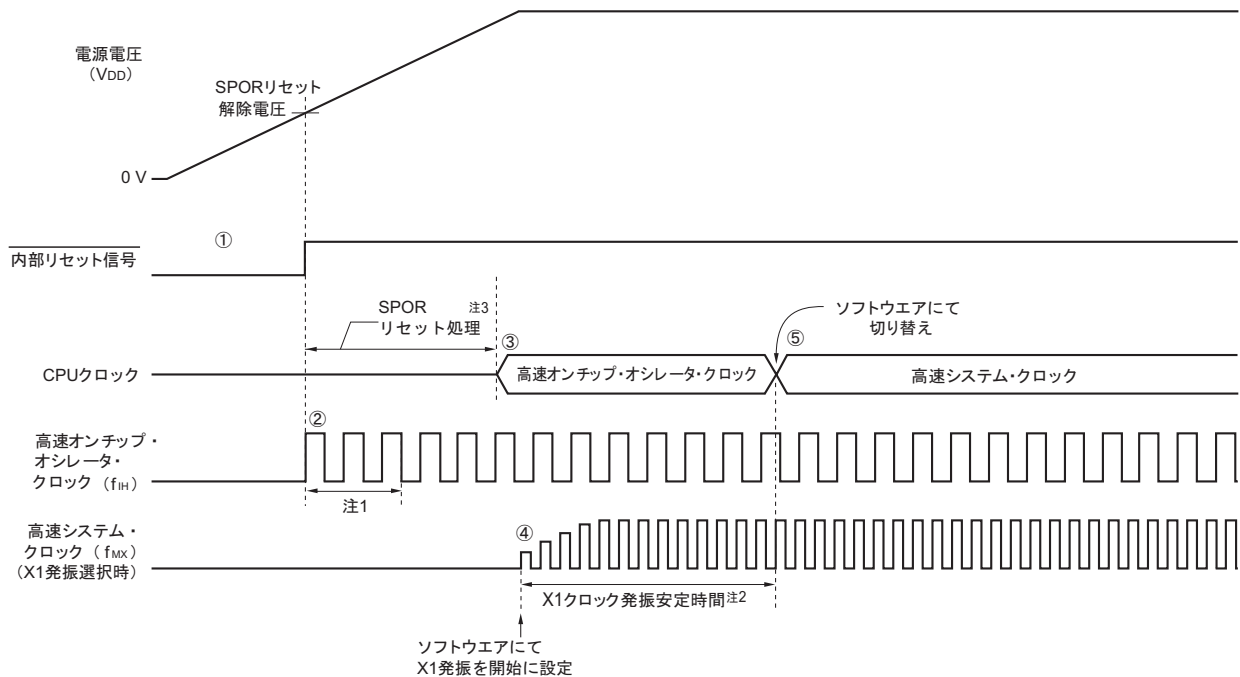 電源電圧
（VDD）
SPORリセット
解除電圧
0 V
①
内部リセット信号
SPOR 注3
リセット処理
ソフトウエアにて
切り替え
③
⑤
CPUクロック
高速オンチップ・オシレータ・クロック
高速システム・クロック
②
高速オンチップ・
オシレータ・
クロック（fIH）
注1
高速システム・
クロック（fMX）
（X1発振選択時）
④
X1クロック発振安定時間注2
ソフトウエアにて
X1発振を開始に設定